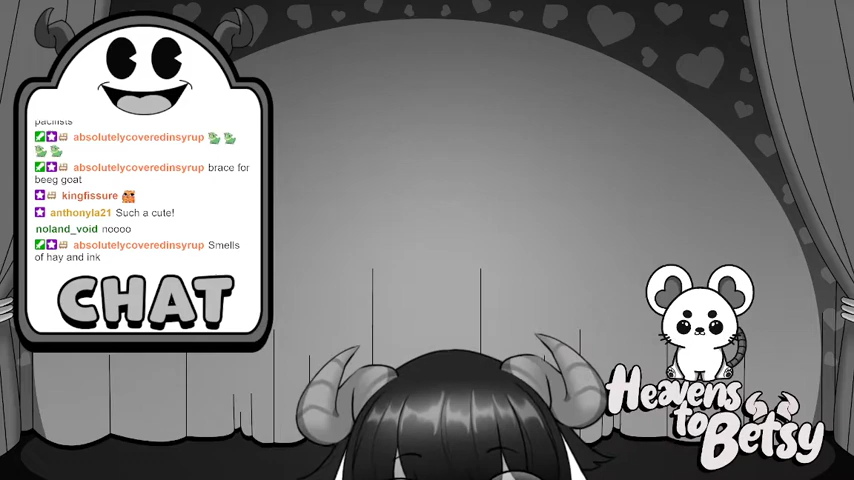 pacifists
absolutelycoveredinsyrup
absolutelycoveredinsyrup brace for
beeg goat
kingfissure
anthonyla21 Such a cute!
noland_void noooo
absolutelycoveredinsyrup Smells
of hay and ink
CHAT
Heavens
to
Betsy